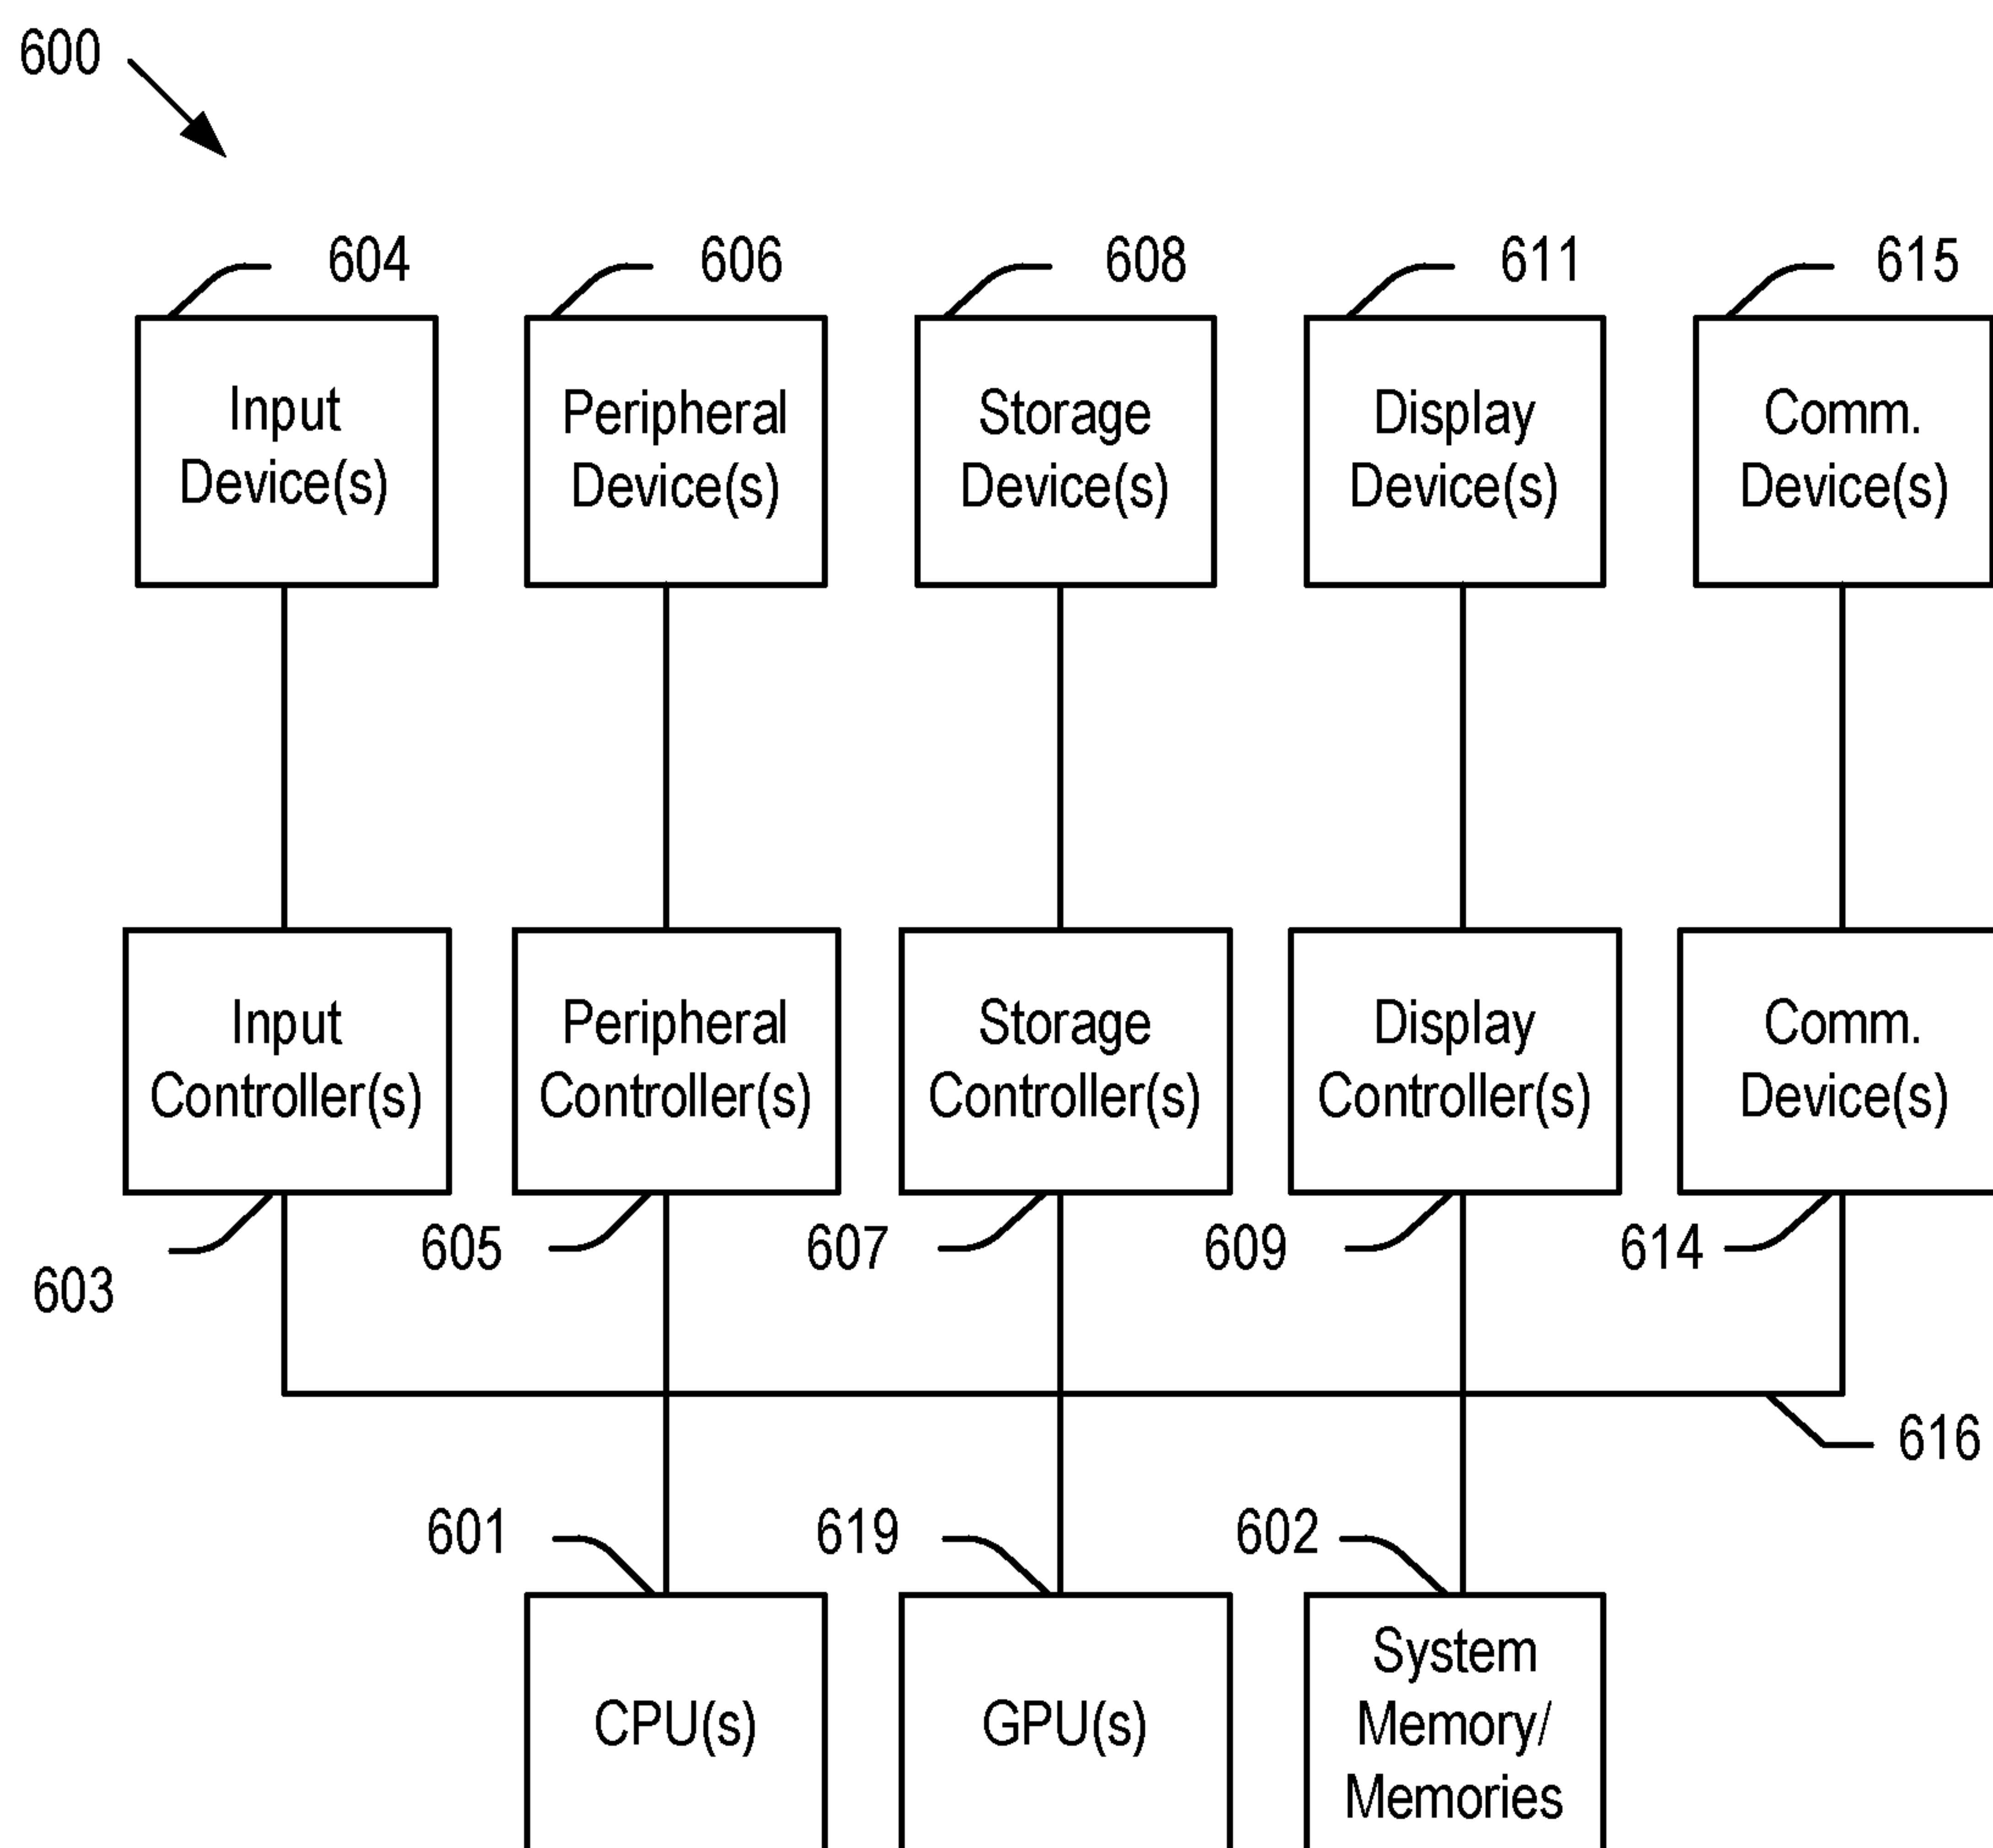 600
604
606
608
611
615
Input
Device(s)
Peripheral
Device(s)
Storage
Device(s)
Display
Device(s)
Comm.
Device(s)
Input
Controller(s)
Peripheral
Controller(s)
Storage
Controller(s)
Display
Controller(s)
Comm.
Device(s)
603
605
607
609
614
616
601
619
602
CPU(s)
GPU(s)
System
Memory/
Memories